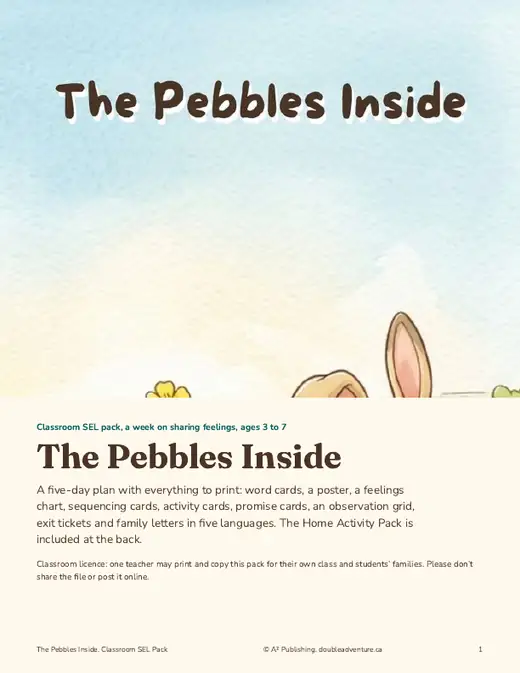 The Pebbles Inside
Classroom SEL pack, a week on sharing feelings, ages 3 to 7
The Pebbles Inside
A five-day plan with everything to print: word cards, a poster, a feelings
chart, sequencing cards, activity cards, promise cards, an observation grid,
exit tickets and family letters in five languages. The Home Activity Pack is
included at the back.
Classroom licence: one teacher may print and copy this pack for their own class and students' families. Please don't
share the file or post it online.
The Pebbles Inside. Classroom SEL Pack
© A² Publishing. doubleadventure.ca
1